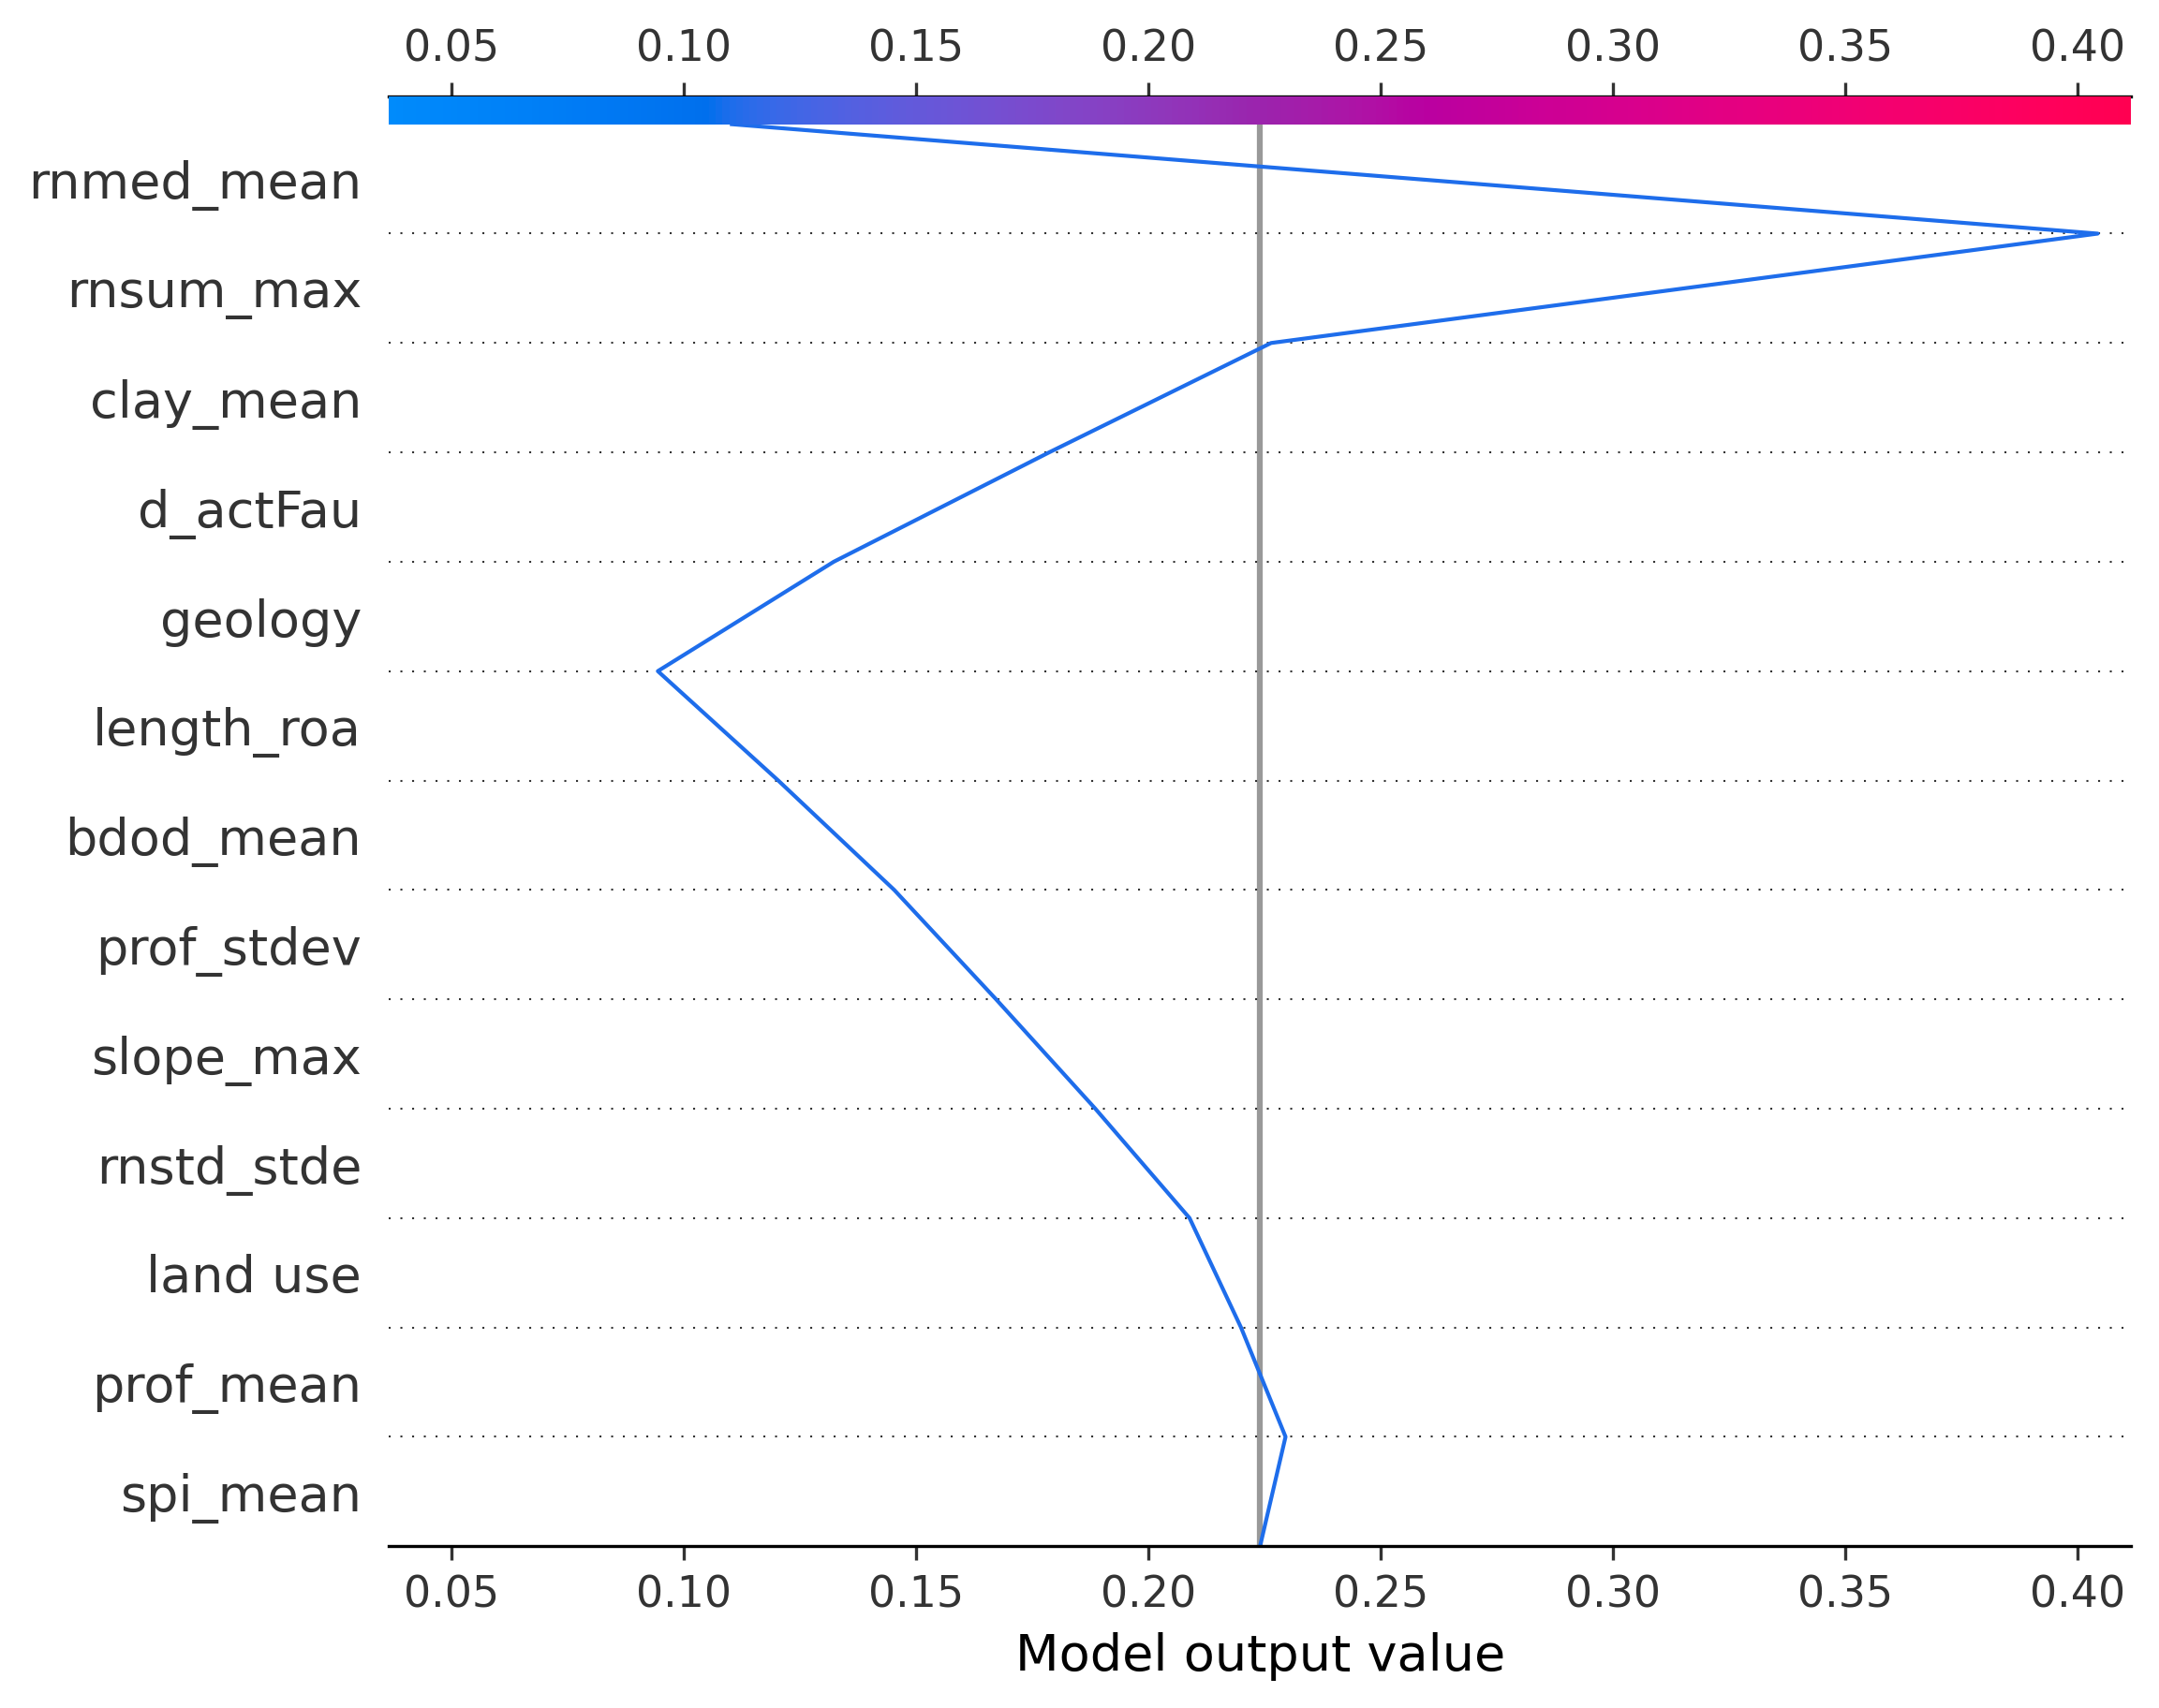 0.05 0.10 0.15 0.20 0.25 0.30 0.35 0.40
rnmed_mean
rnsum_max
clay_mean
d_actFau
geology
length_roa
bdod_mean
prof_stdev
slope_max
rnstd_stde
land use
prof_mean
spi_mean
0.05 0.10 0.15 0.20 0.25 0.30 0.35 0.40
Model output value